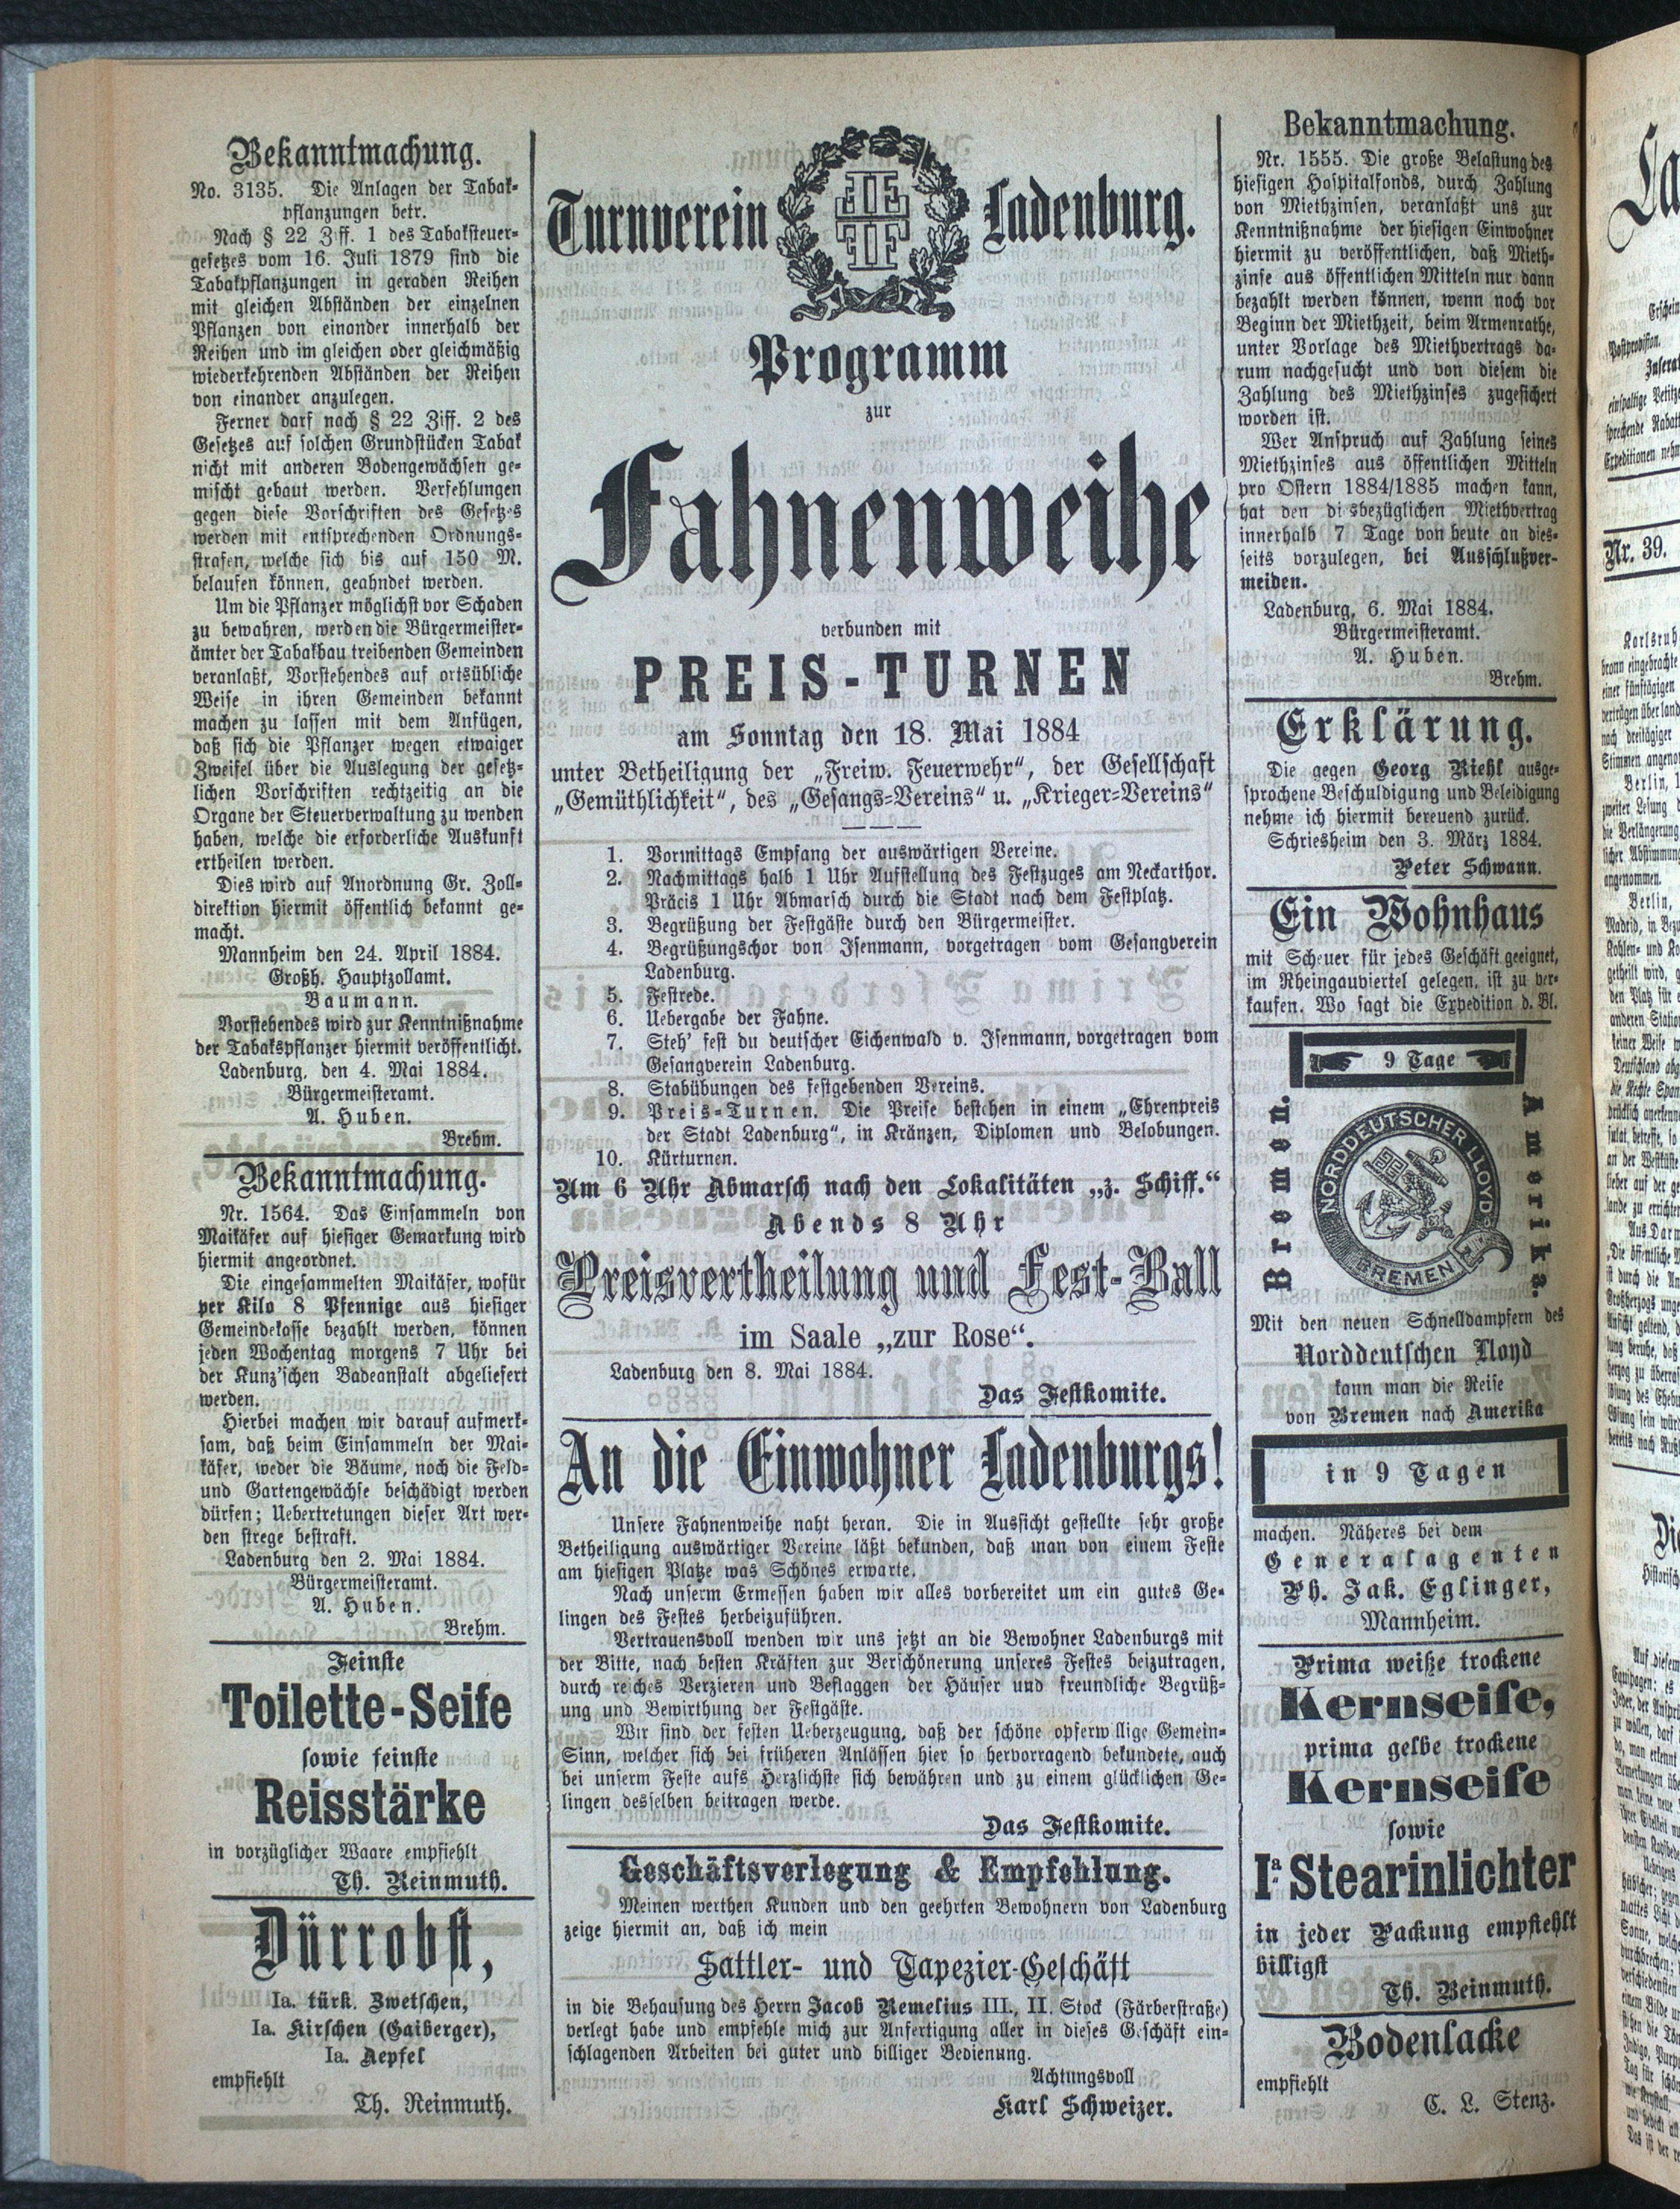 Bekanntmachung.
No. 3135. Die Anlagen der Tabak-
pflanzungen betr.
Nach § 22 Ziff. 1 des Tabaksteuer-
gesetzes vom 16. Juli 1879 sind die
Tabakpflanzungen in geraden Reihen
mit gleichen Abständen der einzelnen
Pflanzen von einander innerhalb der
Reihen und im gleichen oder gleichmäßig
wiederkehrenden Abständen der Reihen
von einander anzulegen.
Ferner darf nach § 22 Ziff. 2 des
Gesetzes auf solchen Grundstücken Tabak
nicht mit anderen Bodengewächsen ge-
mischt gebaut werden. Verfehlungen
gegen diese Vorschriften des Gesetz s
werden mit entsprechenden Ordnungs-
strafen, welche sich bis auf 150 M.
belaufen können, geahndet werden.
Um die Pflanzer möglichst vor Schaden
zu bewahren, werden die Bürgermeister-
ämter der Tabakbau treibenden Gemeinden
veranlaßt, Vorstehendes auf ortsübliche
Weise in ihren Gemeinden bekannt
machen zu lassen mit dem Anfügen,
daß sich die Pflanzer wegen etwaiger
Zweifel über die Auslegung der gesetz-
lichen Vorschriften rechtzeitig an die
Organe der Steuerverwaltung zu wenden
haben, welche die erforderliche Auskunft
ertheilen werden.
Dies wird auf Anordnung Gr. Zoll-
direktion hiermit öffentlich bekannt ge-
macht.
Mannheim den 24. April 1884.
Großh. Hauptzollamt.
Baumann.
Vorstehendes wird zur Kenntnißnahme
der Tabakspflanzer hiermit veröffentlicht.
Ladenburg, den 4. Mai 1884.
Bürgermeisteramt.
A. Huben.
Brehm.
Bekanntmachung.
Nr. 1564. Das Einsammeln von
Maikäfer auf hiesiger Gemarkung wird
hiermit angeordnet.
Die eingesammelten Maikäfer, wofür
per Kilo 8 Pfennige aus hiesiger
Gemeindekasse bezahlt werden, können
jeden Wochentag morgens 7 Uhr bei
der Kunz'schen Badeanstalt abgeliefert
werden.
Hierbei machen wir darauf aufmerk-
sam, daß beim Einsammeln der Mai-
käfer, weder die Bäume, noch die Feld-
und Gartengewächse beschädigt werden
dürfen; Uebertretungen dieser Art wer-
den strege bestraft.
Ladenburg den 2. Mai 1884.
Bürgermeisteramt.
A. Huben.
Brehm.
Feinste
Toilette-Seife
sowie feinste
Reisstärke
in vorzüglicher Waare empfiehlt
Th. Reinmuth.
Dürrobst,
Ia. türk. Zwetschen,
Ia. Kirschen (Gaiberger),
Ia. Aepfel
empfiehlt
Th. Reinmuth.
Turnverein Ladenburg.
Programm
zur
Fahnenweihe
verbunden mit
PREIS-TURNEN
am Sonntag den 18. Mai 1884
unter Betheiligung der „Freiw. Feuerwehr“, der Gesellschaft
„Gemüthlichkeit“, des „Gesangs-Vereins“ u. „Krieger-Vereins“
1. Vormittags Empfang der auswärtigen Vereine.
2. Nachmittags halb 1 Uhr Aufstellung des Festzuges am Neckarthor.
Präcis 1 Uhr Abmarsch durch die Stadt nach dem Festplatz.
3. Begrüßung der Festgäste durch den Bürgermeister.
4. Begrüßungschor von Isenmann, vorgetragen vom Gesangverein
Ladenburg.
5. Festrede.
6. Uebergabe der Fahne.
7. Steh' fest du deutscher Eichenwald v. Isenmann, vorgetragen vom
Gesangverein Ladenburg.
8. Stabübungen des festgebenden Vereins.
9. Preis-Turnen. Die Preise bestehen in einem „Ehrenpreis
der Stadt Ladenburg“, in Kränzen, Diplomen und Belobungen.
10. Kürturnen.
Am 6 Uhr Abmarsch nach den Lokalitäten „z. Schiff.“
Abends 8 Uhr
Preisvertheilung und Fest-Ball
im Saale „zur Rose“.
Ladenburg den 8. Mai 1884.
Das Festkomite.
An die Einwohner Ladenburgs!
Unsere Fahnenweihe naht heran. Die in Aussicht gestellte sehr große
Betheiligung auswärtiger Vereine läßt bekunden, daß man von einem Feste
am hiesigen Platze was Schönes erwarte.
Nach unserm Ermessen haben wir alles vorbereitet um ein gutes Ge-
lingen des Festes herbeizuführen.
Vertrauensvoll wenden wir uns jetzt an die Bewohner Ladenburgs mit
der Bitte, nach besten Kräften zur Verschönerung unseres Festes beizutragen,
durch reiches Verzieren und Beflaggen der Häuser und freundliche Begrüß-
ung und Bewirthung der Festgäste.
Wir sind der festen Ueberzeugung, daß der schöne opferw llige Gemein-
Sinn, welcher sich bei früheren Anlässen hier so hervorragend bekundete, auch
bei unserm Feste aufs Herzlichste sich bewähren und zu einem glücklichen Ge-
lingen desselben beitragen werde.
Das Festkomite.
Geschäftsverlegung & Empfehlung.
Meinen werthen Kunden und den geehrten Bewohnern von Ladenburg
zeige hiermit an, daß ich mein
Sattler- und Tapezier-Geschäft
in die Behausung des Herrn Jacob Remelius III., II. Stock (Färberstraße)
verlegt habe und empfehle mich zur Anfertigung aller in dieses G schäft ein-
schlagenden Arbeiten bei guter und billiger Bedienung.
Achtungsvoll
Karl Schweizer.
Bekanntmachung.
Nr. 1555. Die große Belastung des
hiesigen Hospitalfonds, durch Zahlung
von Miethzinsen, veranlaßt uns zur
Kenntnißnahme der hiesigen Einwohner
hiermit zu veröffentlichen, daß Mieth-
zinse aus öffentlichen Mitteln nur dann
bezahlt werden können, wenn noch vor
Beginn der Miethzeit, beim Armenrathe,
unter Vorlage des Miethvertrags da-
rum nachgesucht und von diesem die
Zahlung des Miethzinses zugesichert
worden ist.
Wer Anspruch auf Zahlung seines
Miethzinses aus öffentlichen Mitteln
pro Ostern 1884/1885 machen kann,
hat den di sbezüglichen Miethvertrag
innerhalb 7 Tage von heute an dies-
seits vorzulegen, bei Ausschlußver-
meiden.
Ladenburg, 6. Mai 1884.
Bürgermeisteramt.
A. Huben.
Brehm.
Erklärung.
Die gegen Georg Riehl ausge-
sprochene Beschuldigung und Beleidigung
nehme ich hiermit bereuend zurück.
Schriesheim den 3. März 1884.
Peter Schwann.
Ein Wohnhaus
mit Scheuer für jedes Geschäft geeignet,
im Rheingauviertel gelegen, ist zu ver-
kaufen. Wo sagt die Expedition d. Bl.
9 Tage
Bremen.
NORDDEUTSCHER LLOYD
BREMEN
Amerika.
Mit den neuen Schnelldampfern des
Norddeutschen Lloyd
kann man die Reise
von Bremen nach Amerika
in 9 Tagen
machen. Näheres bei dem
Generalagenten
Ph. Jak. Eglinger,
Mannheim.
Prima weiße trockene
Kernseife,
prima gelbe trockene
Kernseife
sowie
Ia Stearinlichter
in jeder Packung empfiehlt
billigst
Th. Reinmuth.
Bodenlacke
empfiehlt
C. L. Stenz.
Nr. 39.